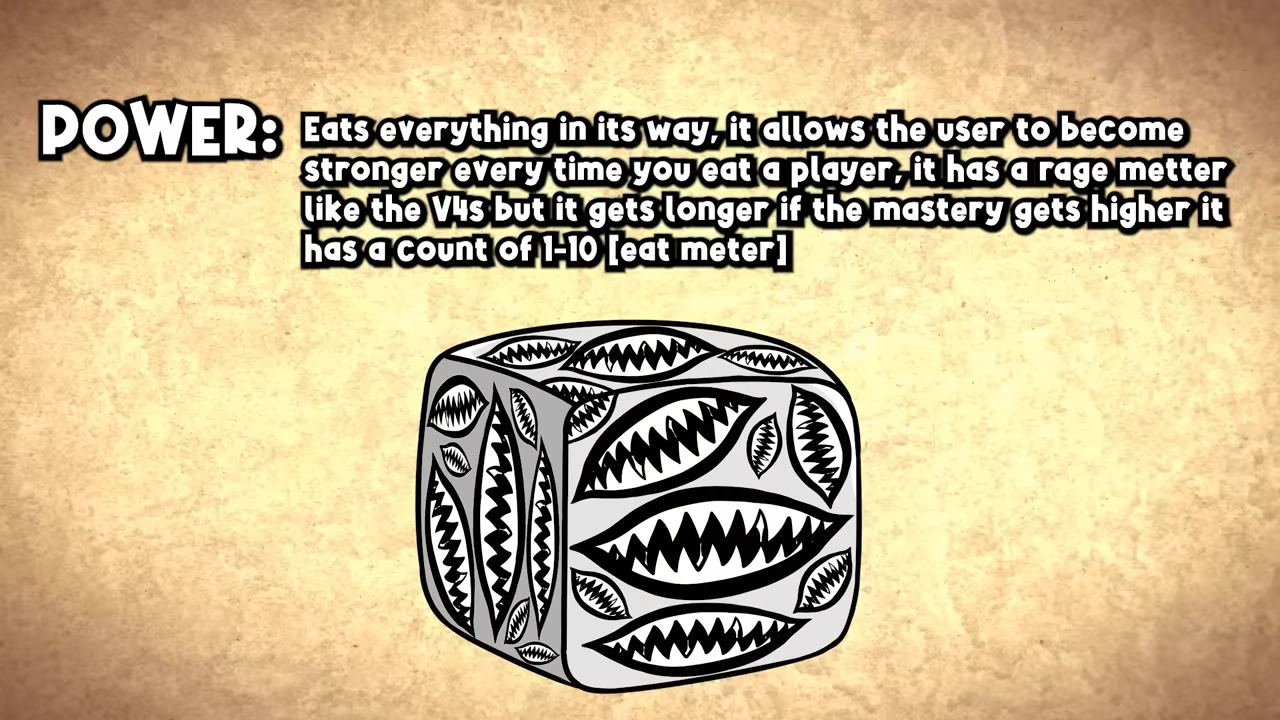 POWER: Eats everything in its way, it allows the user to become
stronger every time you eat a player, it has a rage metter
like the V4s but it gets longer if the mastery gets higher it
has a count of 1-10 [eat meter]